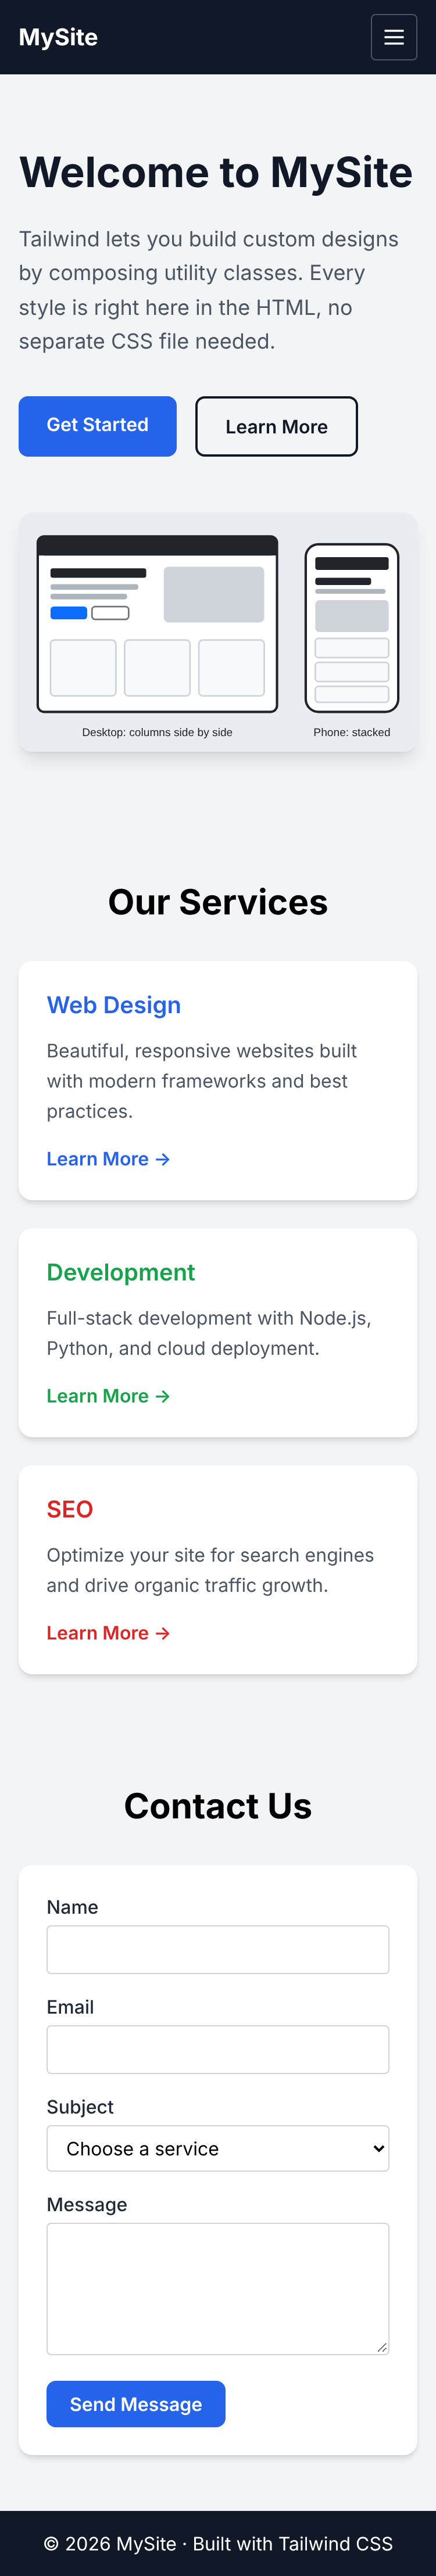 MySite
Welcome to MySite
Tailwind lets you build custom designs
by composing utility classes. Every
style is right here in the HTML, no
separate CSS file needed.
Get Started
Learn More
Desktop: columns side by side
Phone: stacked
Our Services
Web Design
Beautiful, responsive websites built
with modern frameworks and best
practices.
Learn More →
Development
Full-stack development with Node.js,
Python, and cloud deployment.
Learn More →
SEO
Optimize your site for search engines
and drive organic traffic growth.
Learn More →
Contact Us
Name
Email
Subject
Choose a service
Message
Send Message
© 2026 MySite · Built with Tailwind CSS